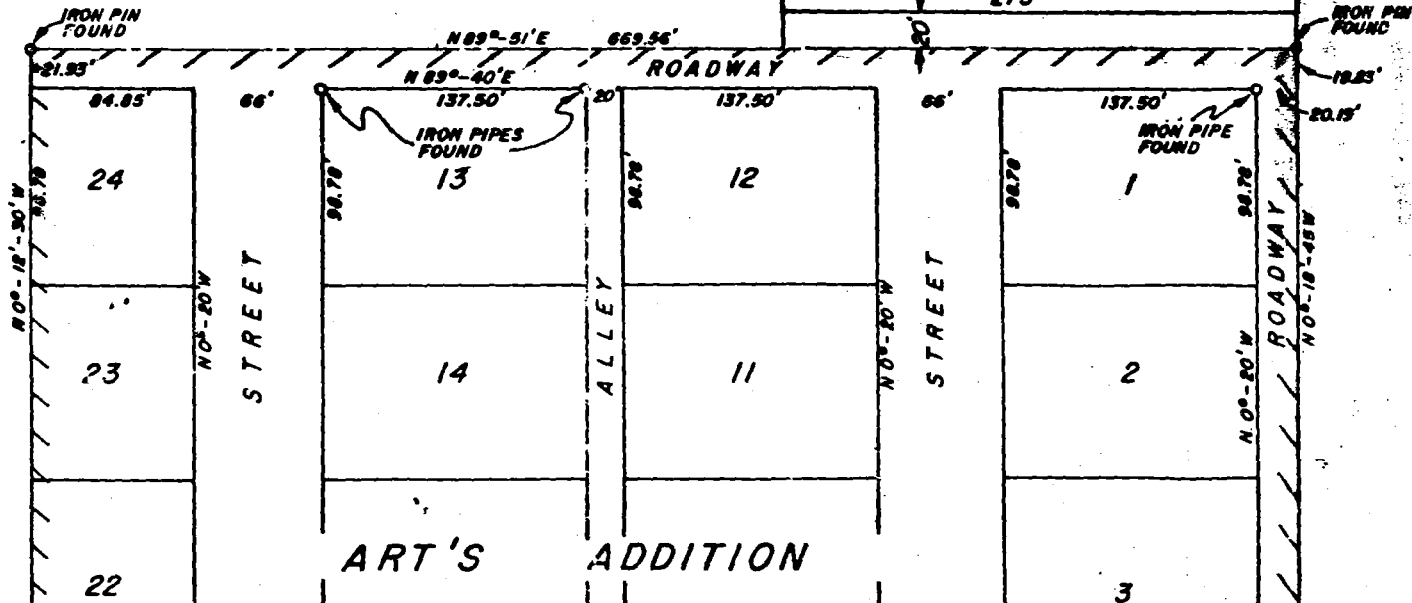 275
IRON PIN
FOUND
IRON PIN
FOUND
N 89°-51'E 669.56'
20'
21.93'
N 89°-40'E
ROADWAY
19.83'
84.85'
66'
137.50'
20'
137.50'
66'
137.50'
20.15'
IRON PIPES
FOUND
IRON PIPE
FOUND
24
98.78'
98.78'
13
98.78'
12
98.78'
1
98.78'
N 0°-12'-30" W
N 0°-20' W
STREET
ALLEY
N 0°-20' W
STREET
N 0°-20' W
ROADWAY
N 0°-18'-45 W
23
14
11
2
ART'S ADDITION
22
3